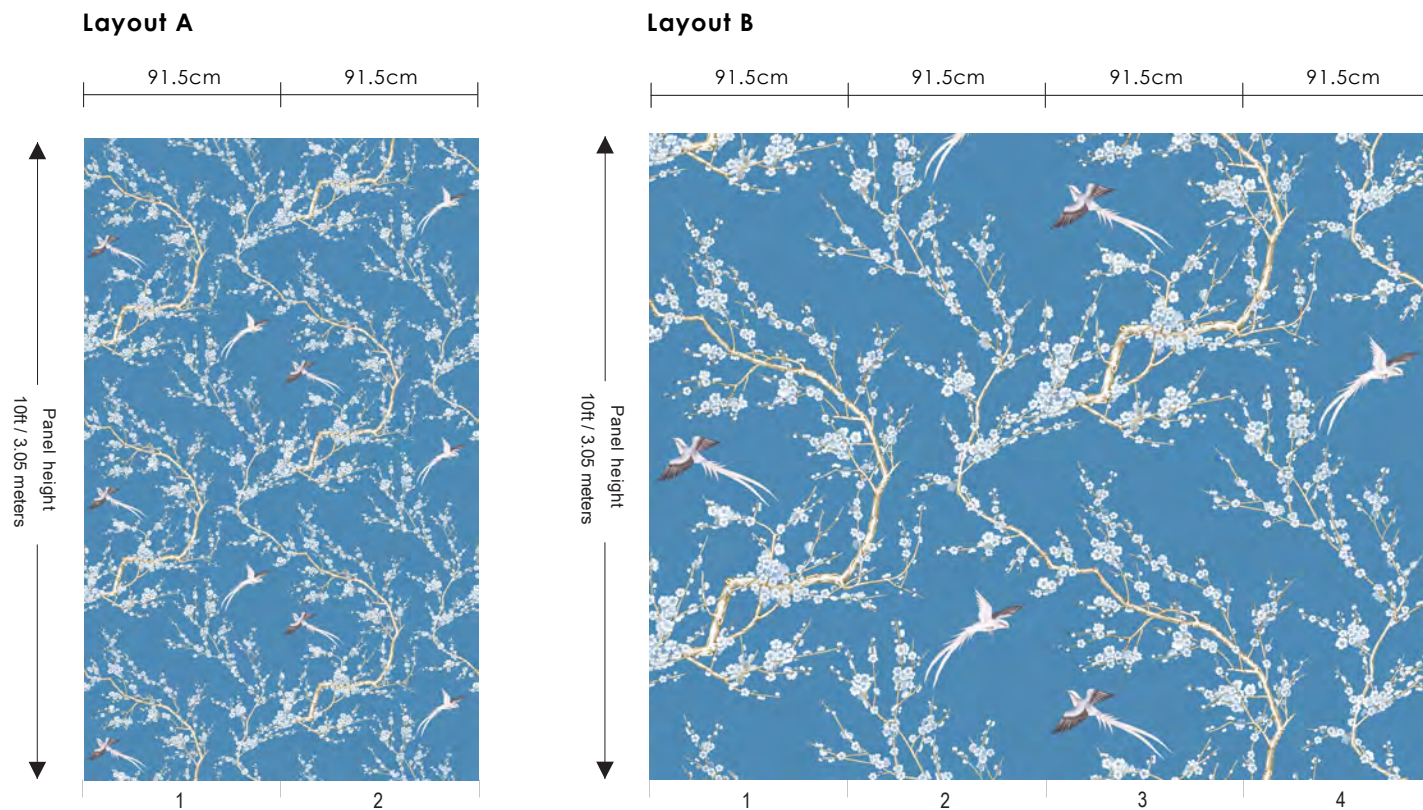 Layout A
91.5cm 91.5cm
Panel height
10ft / 3.05 meters
1 2
Layout B
91.5cm 91.5cm 91.5cm 91.5cm
Panel height
10ft / 3.05 meters
1 2 3 4